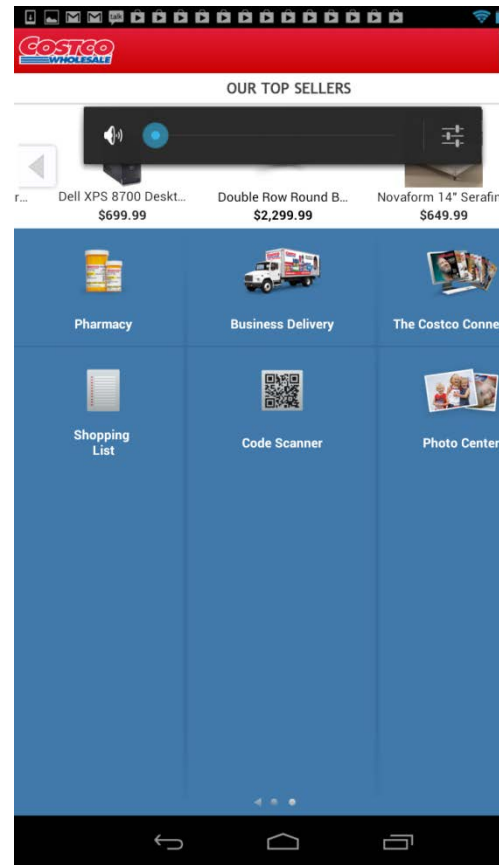 talk
COSTCO
WHOLESALE
OUR TOP SELLERS
r...
Dell XPS 8700 Deskt...
$699.99
Double Row Round B...
$2,299.99
Novaform 14" Serafin
$649.99
Pharmacy
Business Delivery
The Costco Conne
Shopping
List
Code Scanner
Photo Center